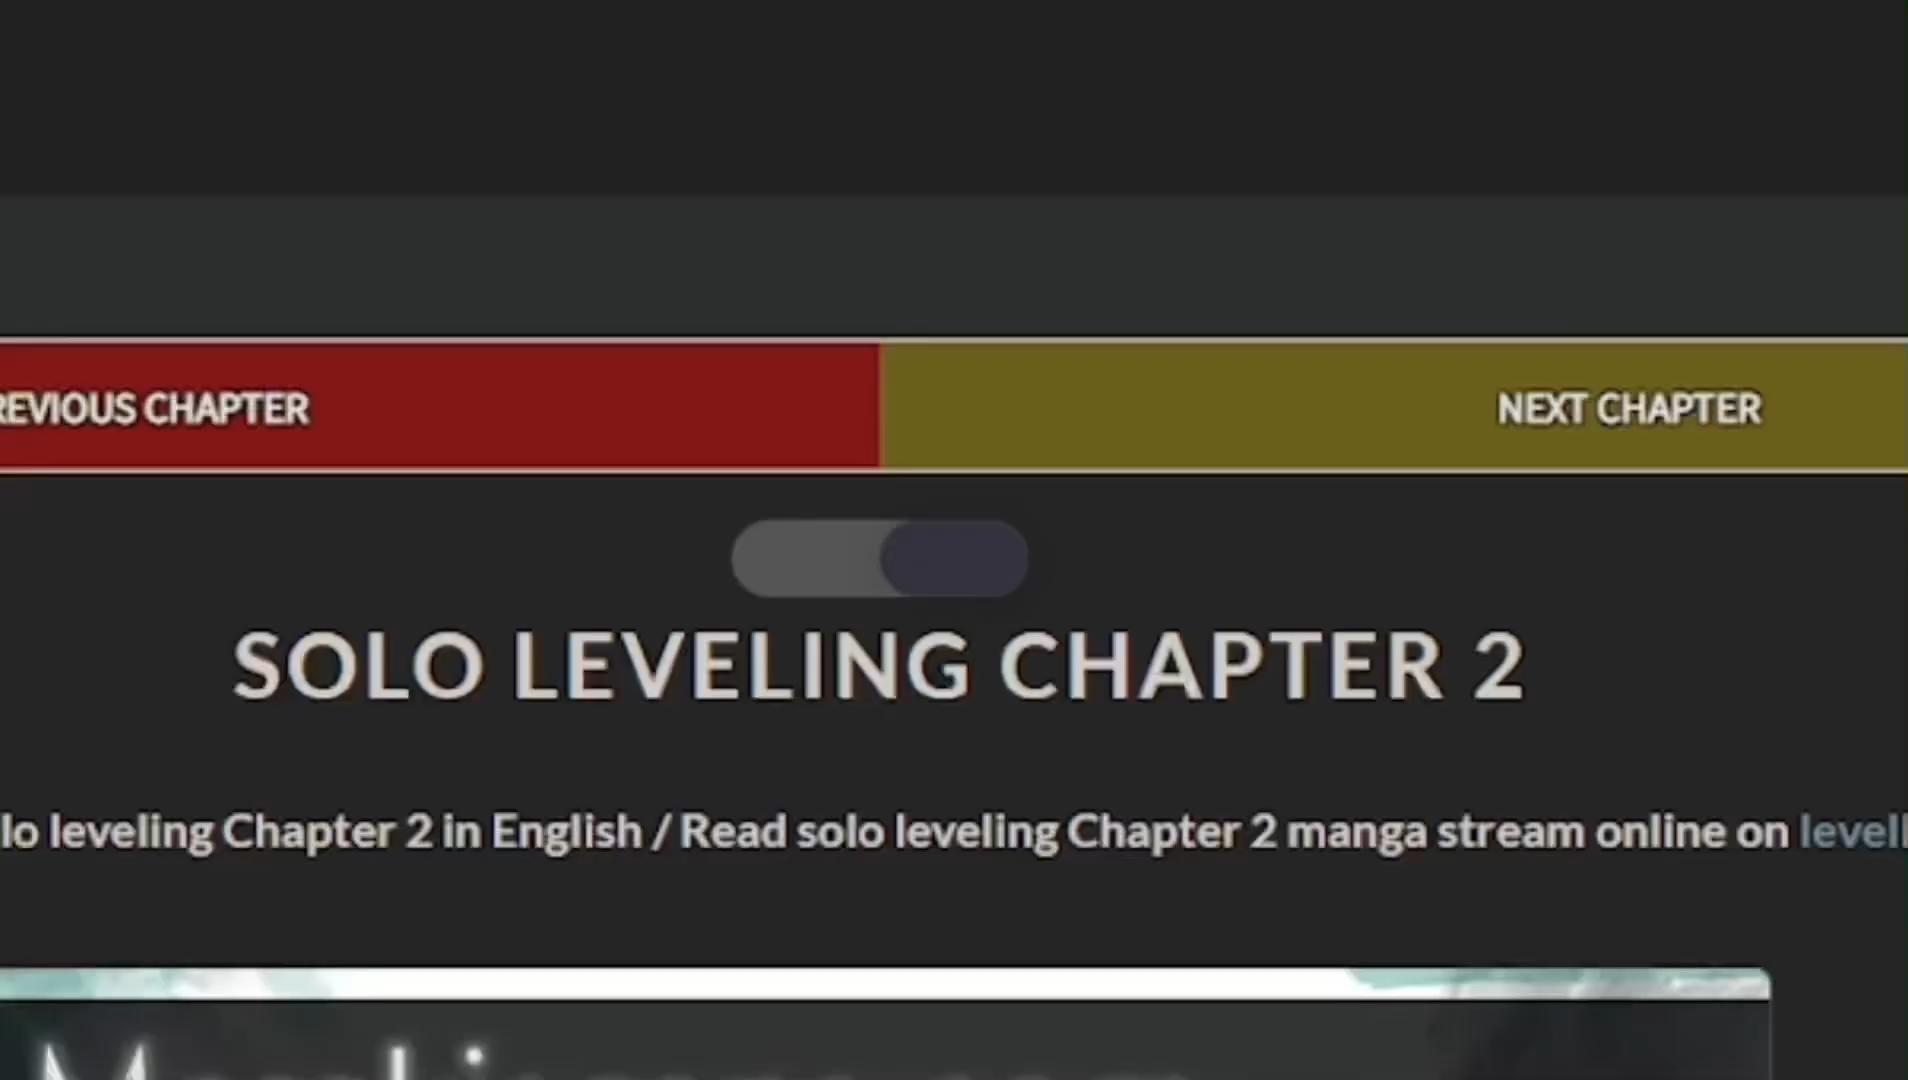 REVIOUS CHAPTER
NEXT CHAPTER
SOLO LEVELING CHAPTER 2
lo leveling Chapter 2 in English / Read solo leveling Chapter 2 manga stream online on levell